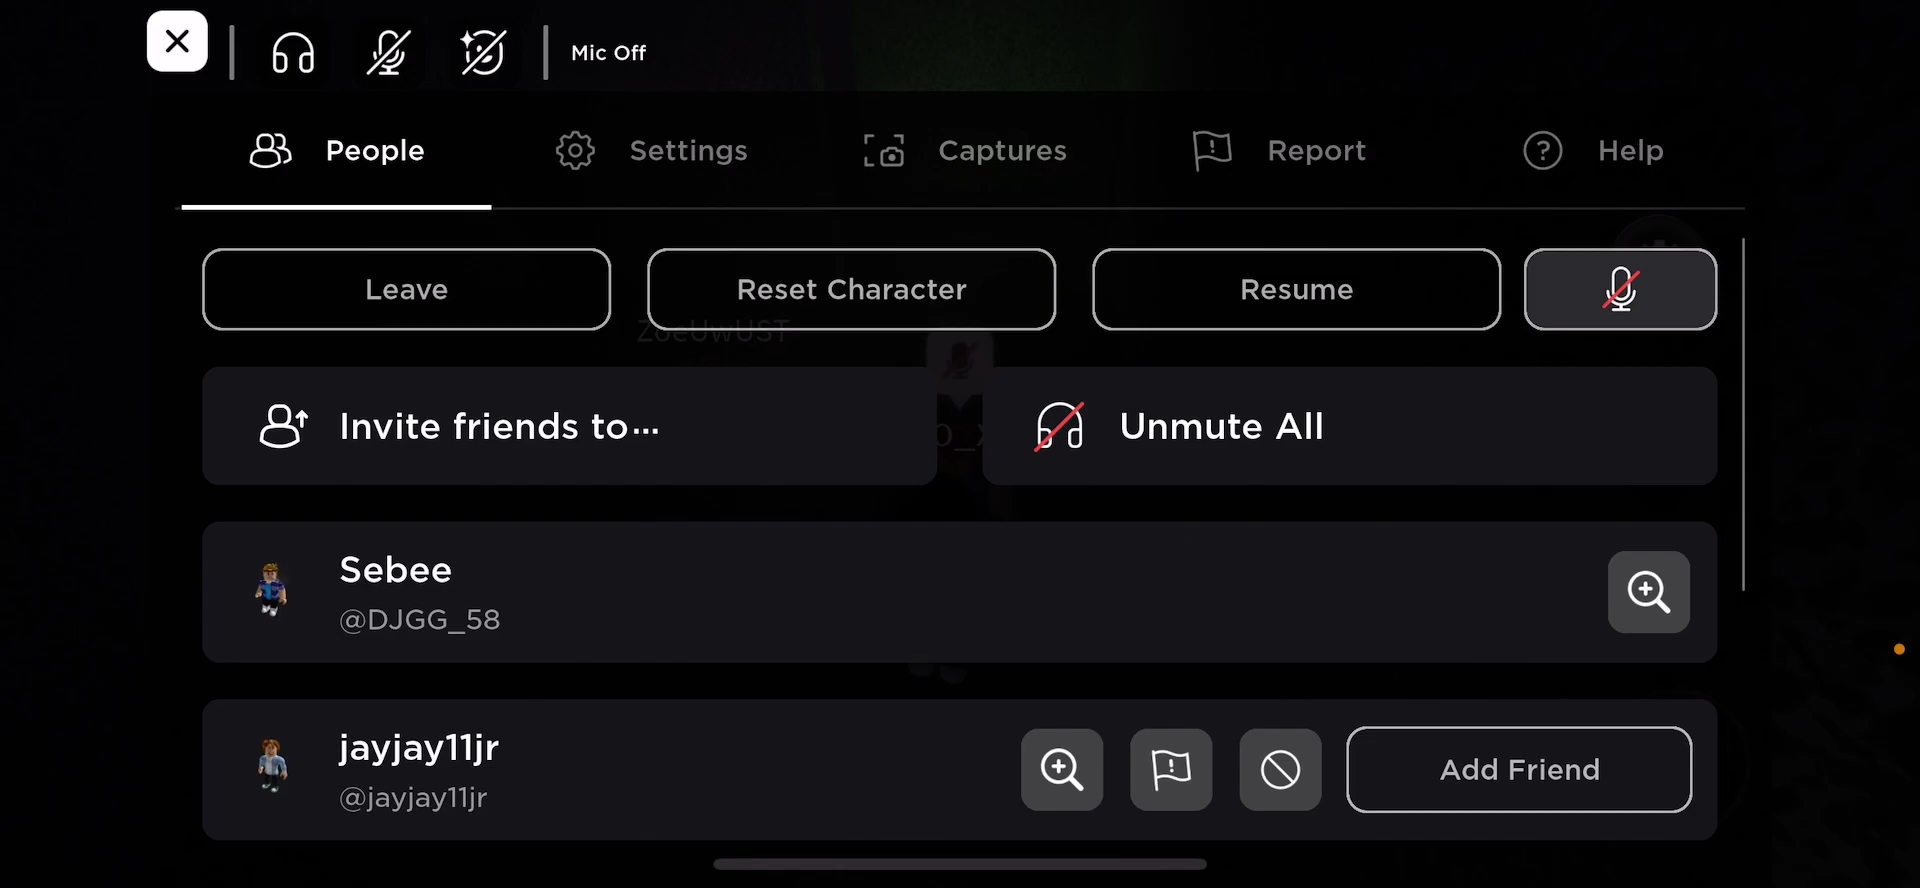 Mic Off
People
Settings
Captures
Report
Help
Leave
Reset Character
Resume
ZoeUwUST
Invite friends to...
Unmute All
Sebee
@DJGG_58
jayjay11jr
@jayjay11jr
Add Friend